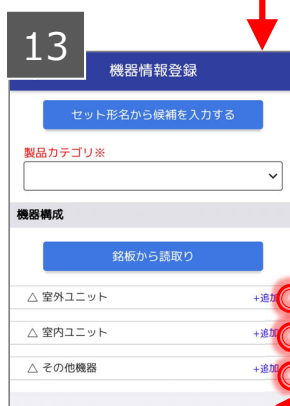 13
機器情報登録
セット形名から候補を入力する
製品カテゴリ※
機器構成
銘板から読取り
△ 室外ユニット +追加
△ 室内ユニット +追加
△ その他機器 +追加